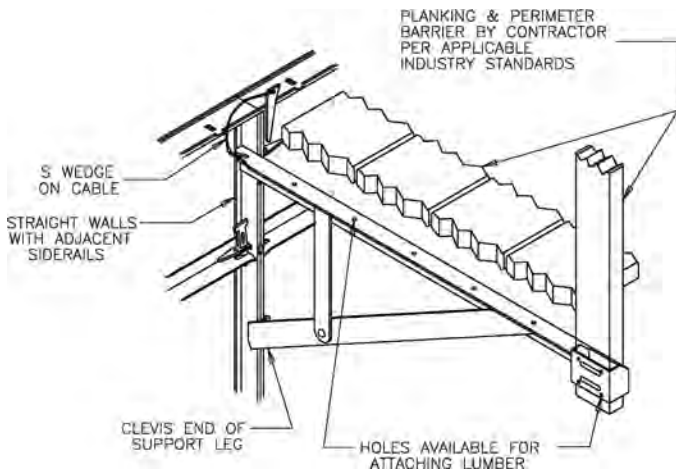 PLANKING & PERIMETER
BARRIER BY CONTRACTOR
PER APPLICABLE
INDUSTRY STANDARDS
S WEDGE
ON CABLE
STRAIGHT WALLS
WITH ADJACENT
SIDERAILS
CLEVIS END OF
SUPPORT LEG
HOLES AVAILABLE FOR
ATTACHING LUMBER